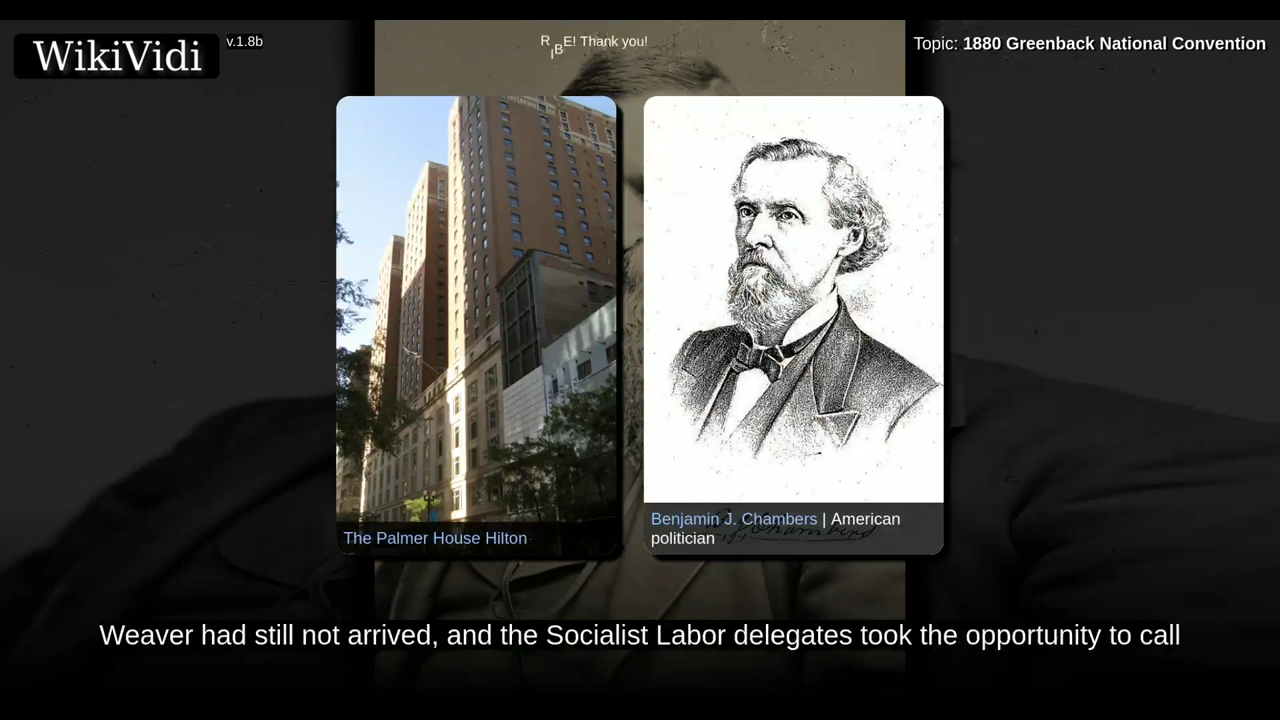 WikiVidi
v.1.8b
RIBE! Thank you!
Topic: 1880 Greenback National Convention
The Palmer House Hilton
Benjamin J. Chambers | American
politician
Weaver had still not arrived, and the Socialist Labor delegates took the opportunity to call